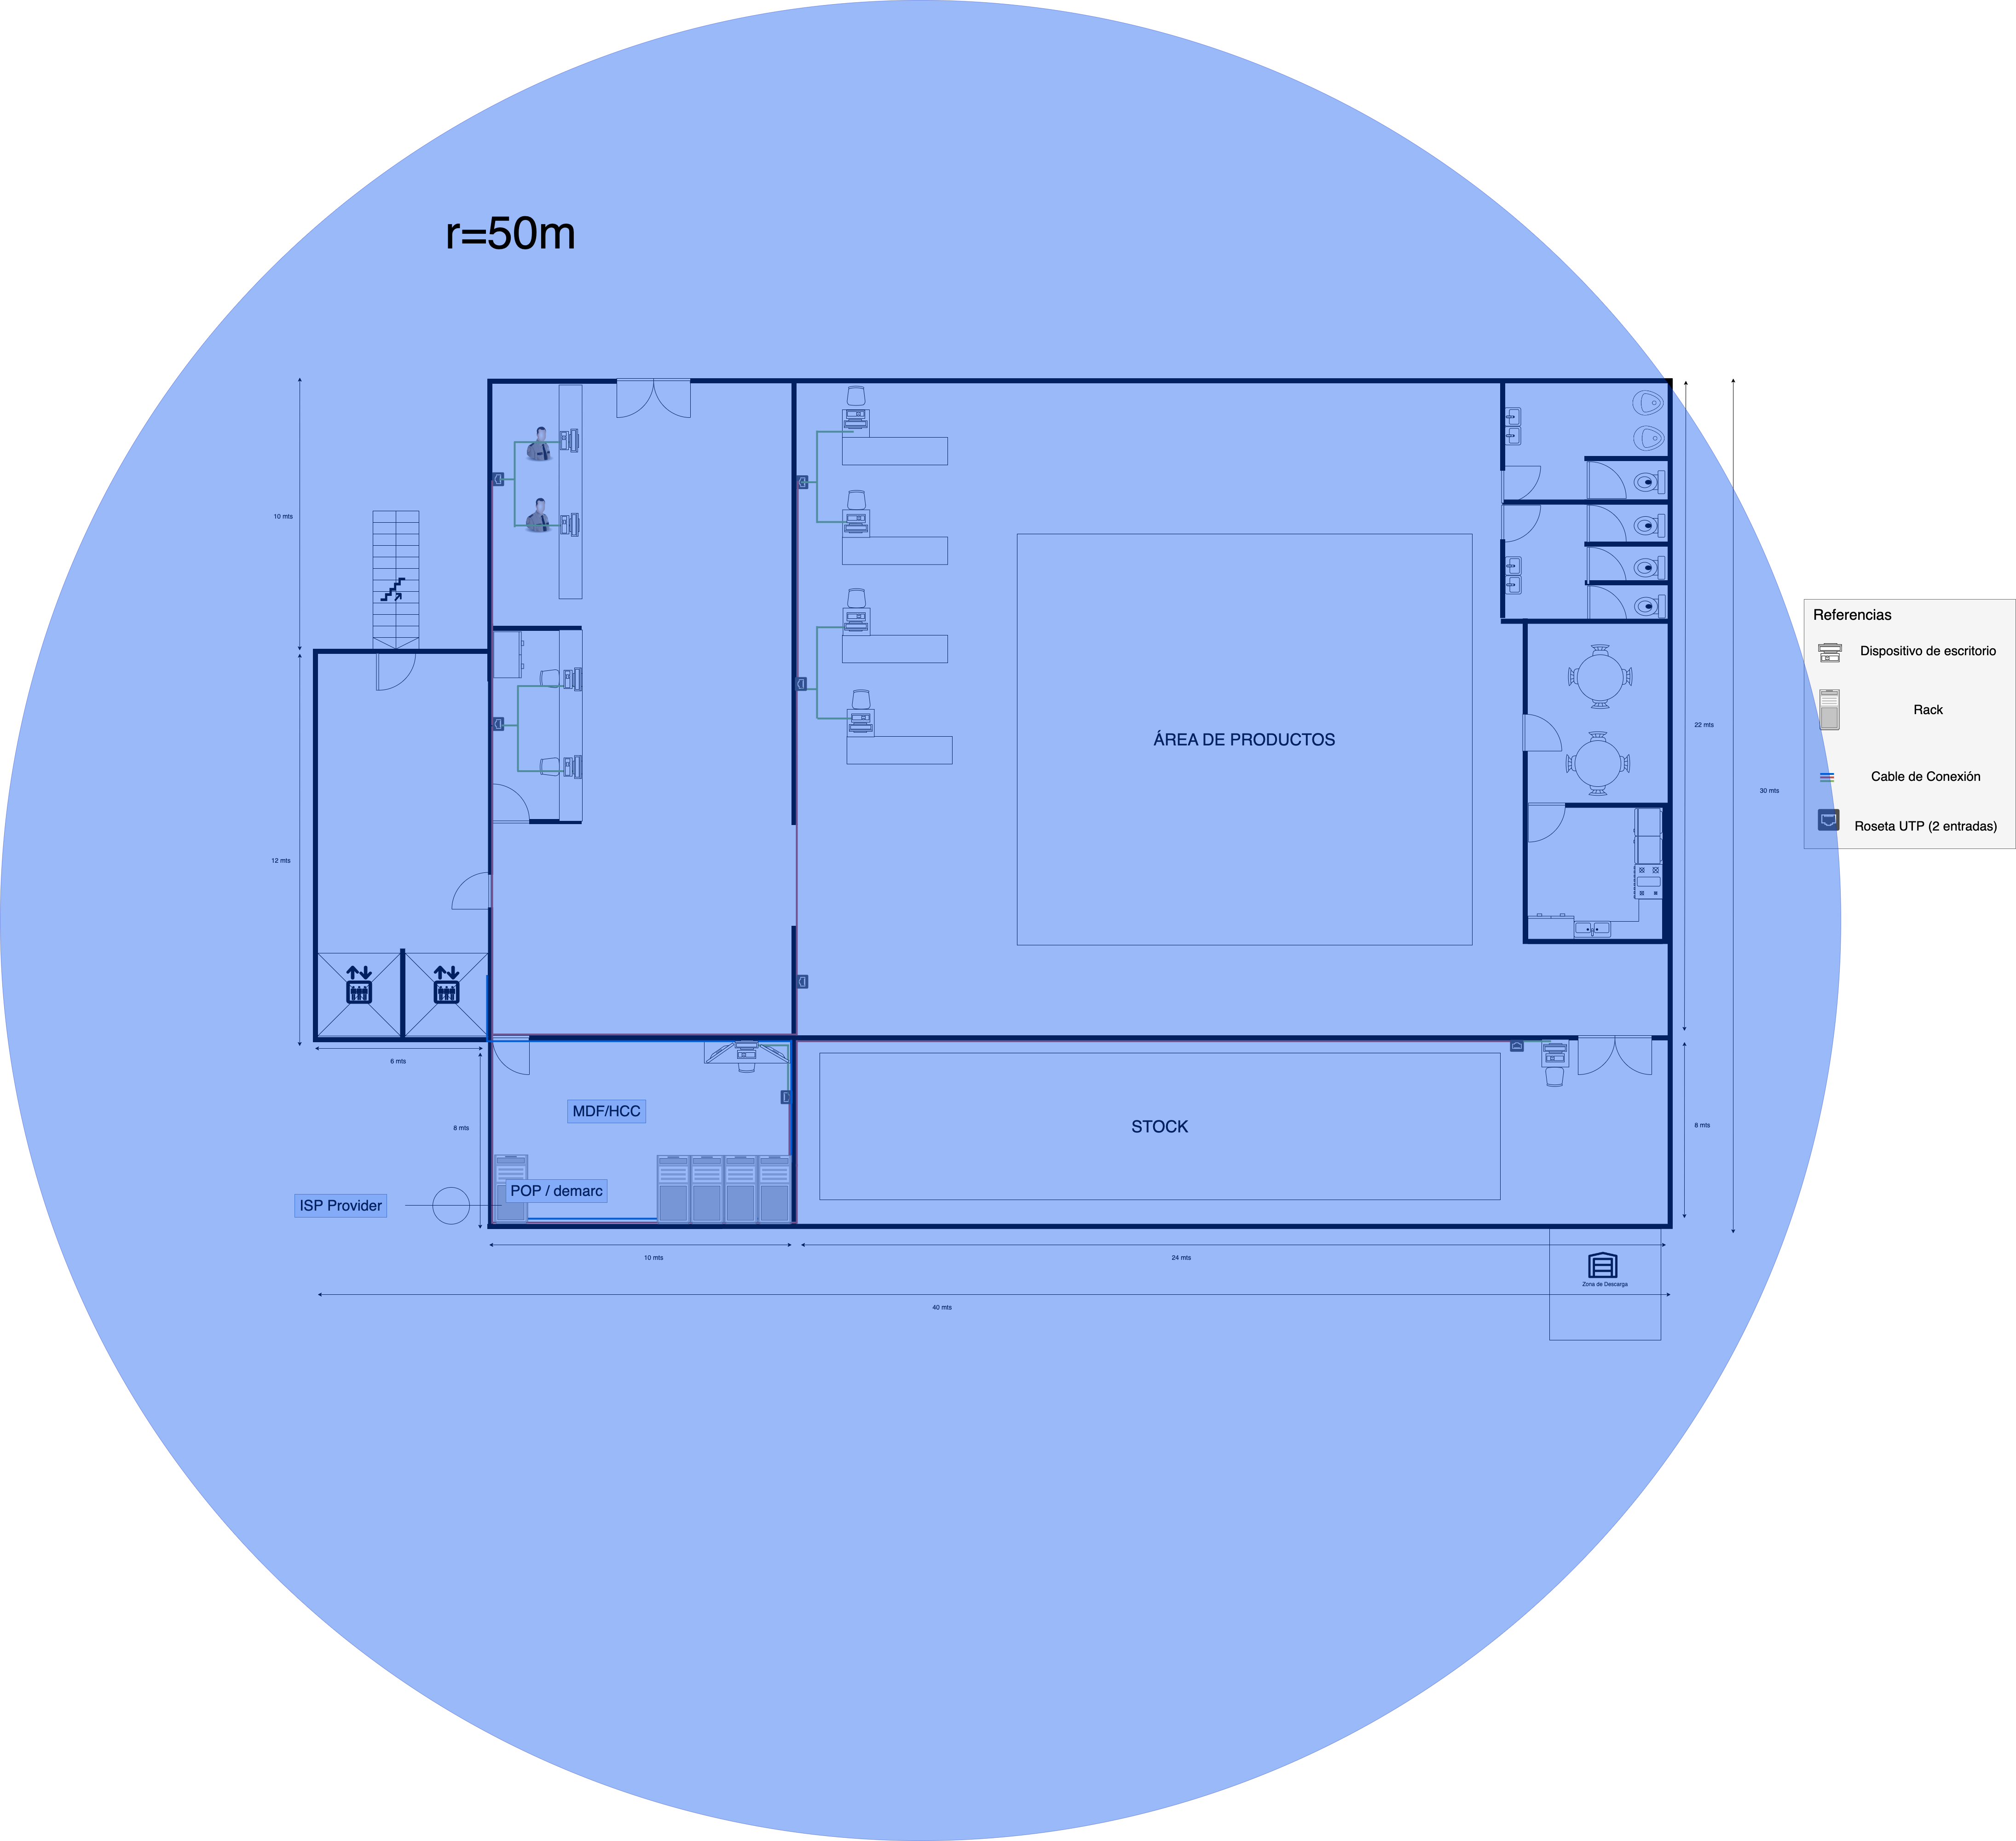 r=50m
10 mts
Referencias
Dispositivo de escritorio
Rack
22 mts
ÁREA DE PRODUCTOS
Cable de Conexión
30 mts
Roseta UTP (2 entradas)
12 mts
6 mts
MDF/HCC
8 mts
STOCK
8 mts
POP / demarc
ISP Provider
10 mts
24 mts
Zona de Descarga
40 mts